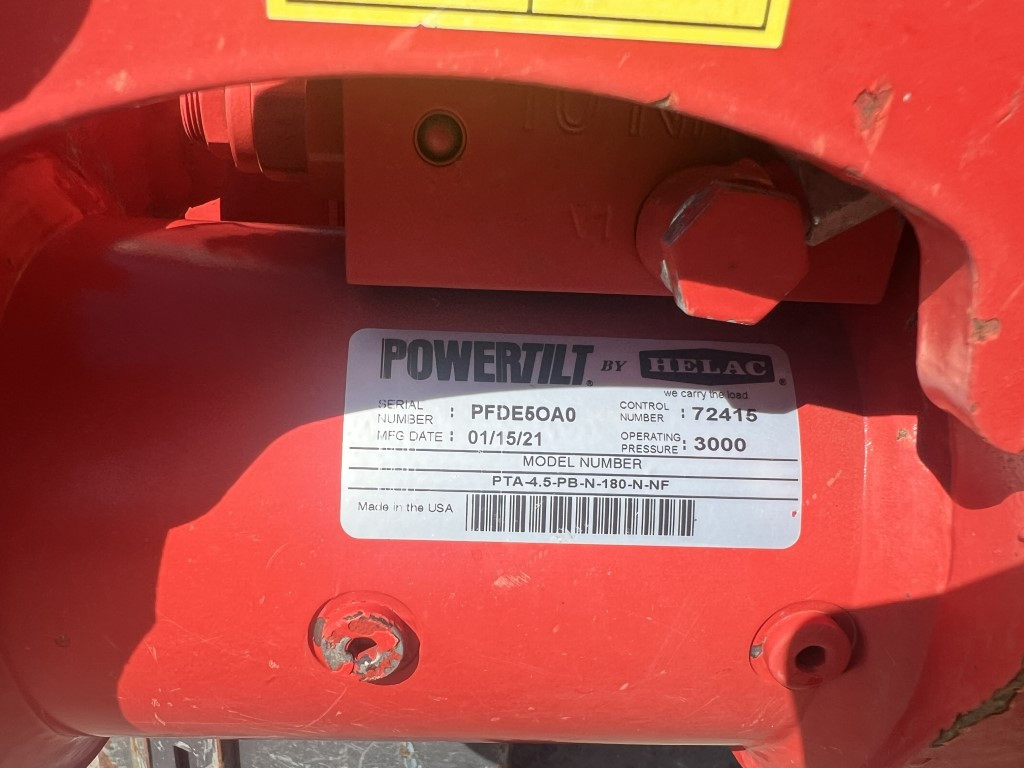 POWERTILT® BY HELAC®
we carry the load
SERIAL NUMBER : PFDE5OA0
CONTROL NUMBER : 72415
MFG DATE : 01/15/21
OPERATING PRESSURE : 3000
MODEL NUMBER
PTA-4.5-PB-N-180-N-NF
Made in the USA
V1